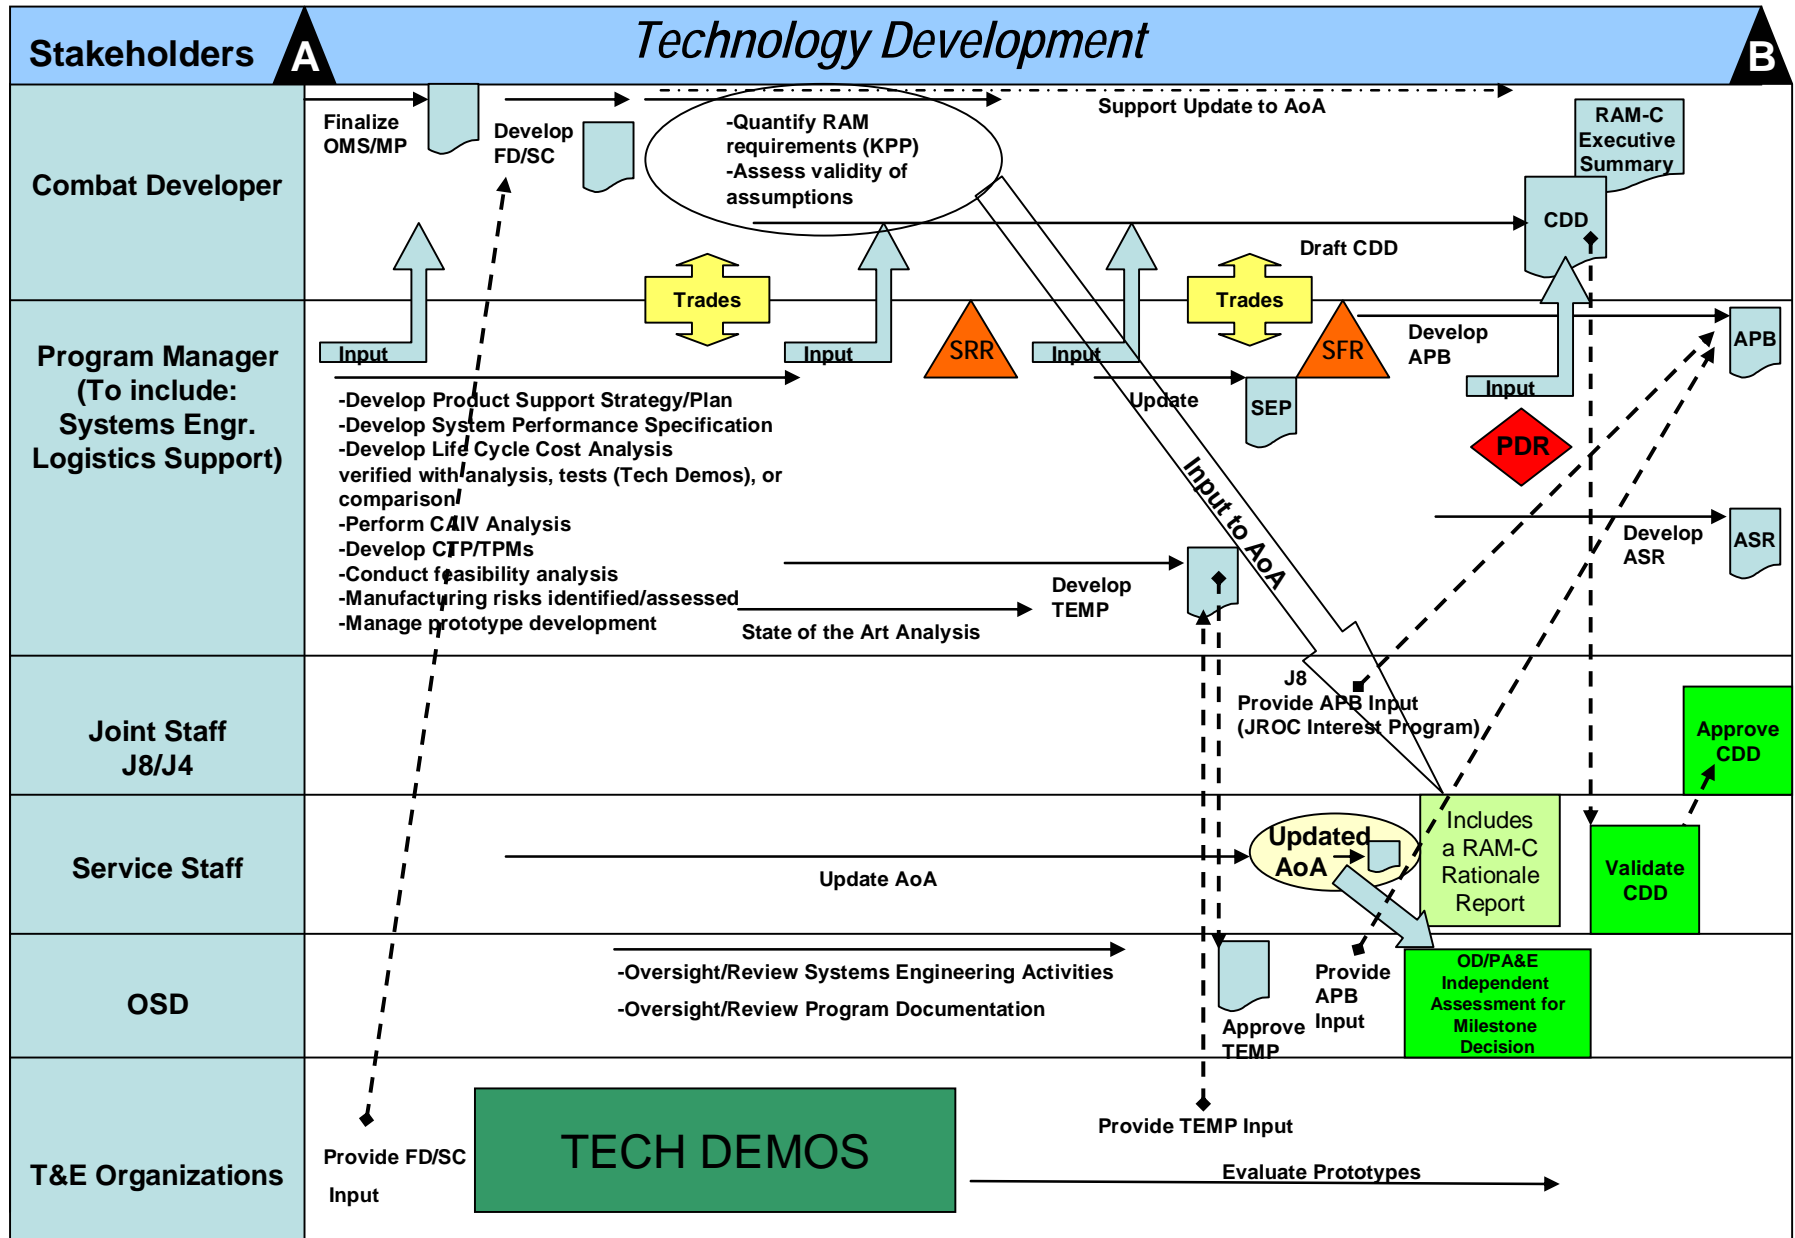 Stakeholders
A
Technology Development
B
Combat Developer
Finalize
OMS/MP
Develop
FD/SC
-Quantify RAM
requirements (KPP)
-Assess validity of
assumptions
Support Update to AoA
RAM-C
Executive
Summary
CDD
Draft CDD
Trades
Trades
Program Manager
(To include:
Systems Engr.
Logistics Support)
Input
Input
SRR
Input
SFR
Develop
APB
APB
Input
-Develop Product Support Strategy/Plan
-Develop System Performance Specification
-Develop Life Cycle Cost Analysis
verified with analysis, tests (Tech Demos), or
comparison
-Perform CAIV Analysis
-Develop CTP/TPMs
-Conduct feasibility analysis
-Manufacturing risks identified/assessed
-Manage prototype development
Update
SEP
PDR
Input to AoA
Develop
ASR
ASR
Develop
TEMP
State of the Art Analysis
Joint Staff
J8/J4
J8
Provide APB Input
(JROC Interest Program)
Approve
CDD
Service Staff
Update AoA
Updated
AoA
Includes
a RAM-C
Rationale
Report
Validate
CDD
OSD
-Oversight/Review Systems Engineering Activities
-Oversight/Review Program Documentation
Approve
TEMP
Provide
APB
Input
OD/PA&E
Independent
Assessment for
Milestone
Decision
T&E Organizations
Provide FD/SC
Input
TECH DEMOS
Provide TEMP Input
Evaluate Prototypes